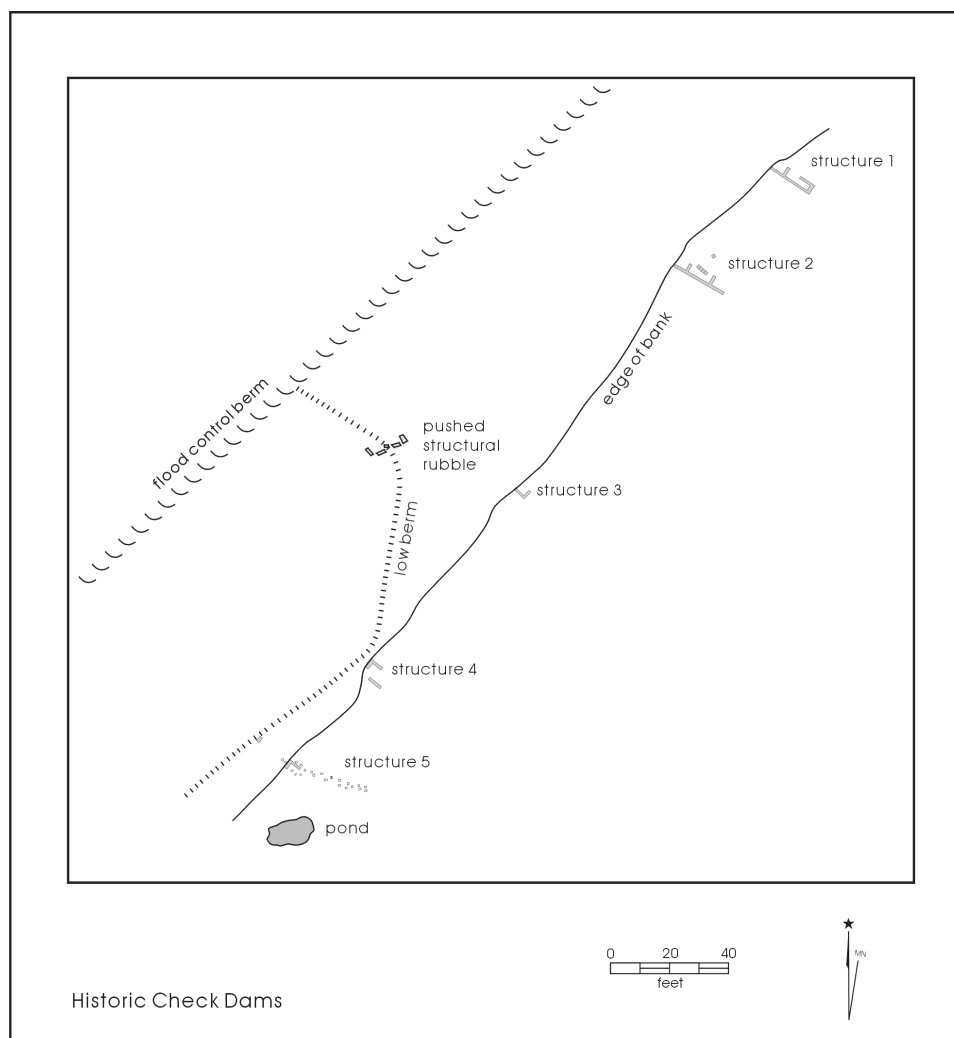 structure 1
structure 2
edge of bank
flood control berm
pushed
structural
rubble
structure 3
low berm
structure 4
structure 5
pond
0 20 40
feet
MN
Historic Check Dams